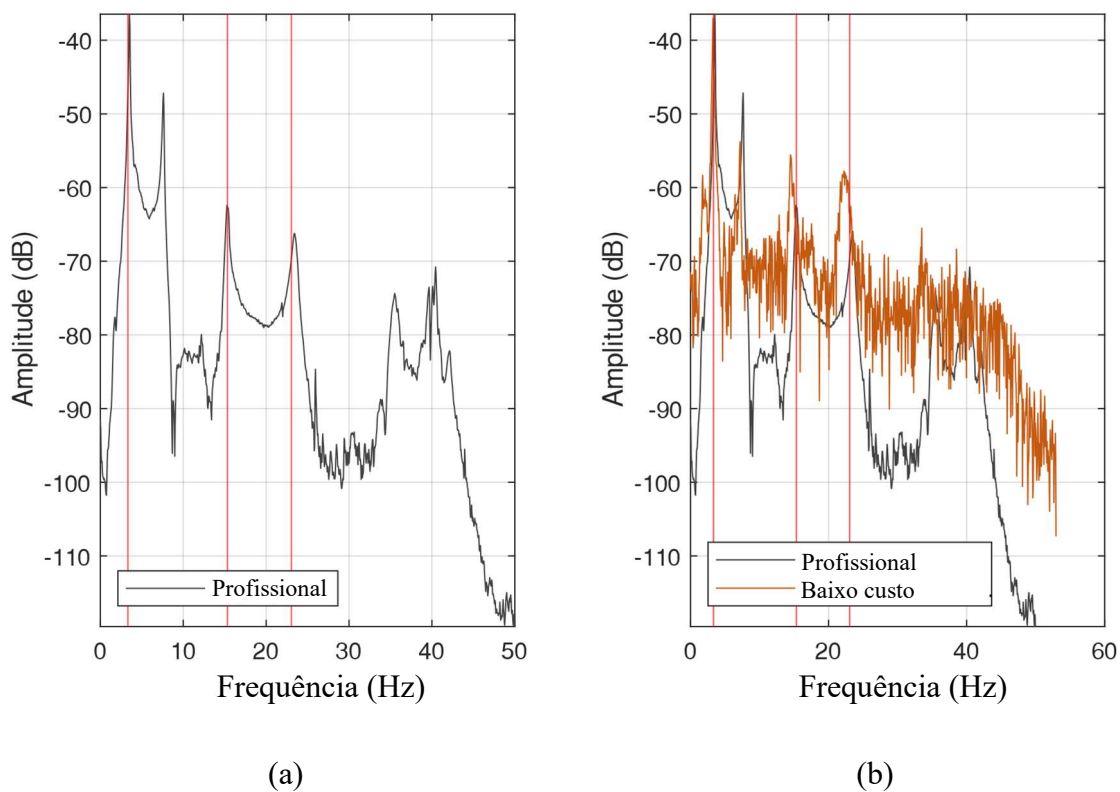 -40
-50
-60
-70
-80
-90
-100
-110
Amplitude (dB)
Profissional
0 10 20 30 40 50
Frequência (Hz)
(a)
-40
-50
-60
-70
-80
-90
-100
-110
Amplitude (dB)
Profissional
Baixo custo
0 20 40 60
Frequência (Hz)
(b)